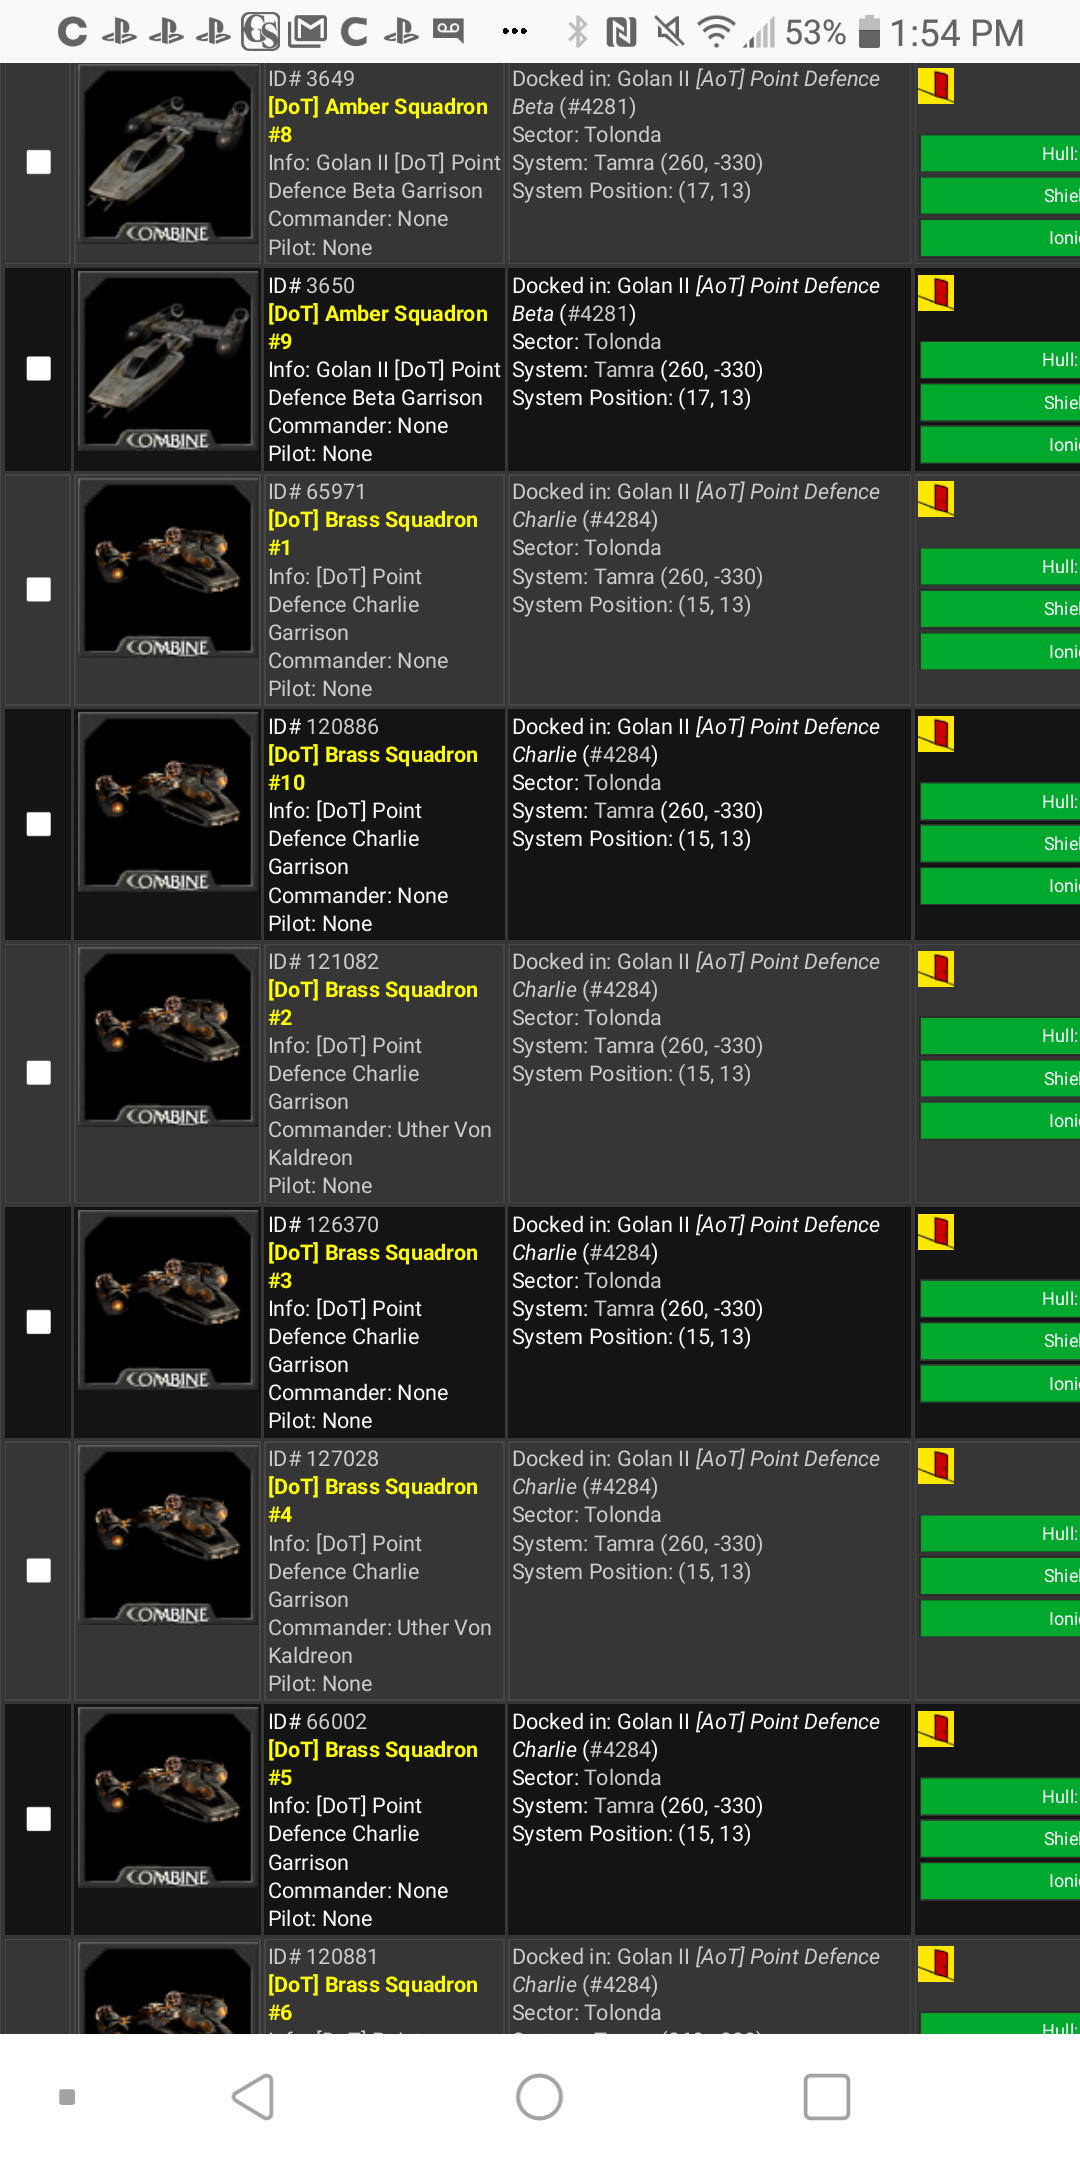 53% 1:54 PM
ID# 3649
[DoT] Amber Squadron
#8
Info: Golan II [DoT] Point
Defence Beta Garrison
Commander: None
Pilot: None
Docked in: Golan II [AoT] Point Defence
Beta (#4281)
Sector: Tolonda
System: Tamra (260, -330)
System Position: (17, 13)
Hull:
Shiel
Ioni
COMBINE
ID# 3650
[DoT] Amber Squadron
#9
Info: Golan II [DoT] Point
Defence Beta Garrison
Commander: None
Pilot: None
Docked in: Golan II [AoT] Point Defence
Beta (#4281)
Sector: Tolonda
System: Tamra (260, -330)
System Position: (17, 13)
Hull:
Shiel
Ioni
COMBINE
ID# 65971
[DoT] Brass Squadron
#1
Info: [DoT] Point
Defence Charlie
Garrison
Commander: None
Pilot: None
Docked in: Golan II [AoT] Point Defence
Charlie (#4284)
Sector: Tolonda
System: Tamra (260, -330)
System Position: (15, 13)
Hull:
Shiel
Ioni
COMBINE
ID# 120886
[DoT] Brass Squadron
#10
Info: [DoT] Point
Defence Charlie
Garrison
Commander: None
Pilot: None
Docked in: Golan II [AoT] Point Defence
Charlie (#4284)
Sector: Tolonda
System: Tamra (260, -330)
System Position: (15, 13)
Hull:
Shiel
Ioni
COMBINE
ID# 121082
[DoT] Brass Squadron
#2
Info: [DoT] Point
Defence Charlie
Garrison
Commander: Uther Von
Kaldreon
Pilot: None
Docked in: Golan II [AoT] Point Defence
Charlie (#4284)
Sector: Tolonda
System: Tamra (260, -330)
System Position: (15, 13)
Hull:
Shiel
Ioni
COMBINE
ID# 126370
[DoT] Brass Squadron
#3
Info: [DoT] Point
Defence Charlie
Garrison
Commander: None
Pilot: None
Docked in: Golan II [AoT] Point Defence
Charlie (#4284)
Sector: Tolonda
System: Tamra (260, -330)
System Position: (15, 13)
Hull:
Shiel
Ioni
COMBINE
ID# 127028
[DoT] Brass Squadron
#4
Info: [DoT] Point
Defence Charlie
Garrison
Commander: Uther Von
Kaldreon
Pilot: None
Docked in: Golan II [AoT] Point Defence
Charlie (#4284)
Sector: Tolonda
System: Tamra (260, -330)
System Position: (15, 13)
Hull:
Shiel
Ioni
COMBINE
ID# 66002
[DoT] Brass Squadron
#5
Info: [DoT] Point
Defence Charlie
Garrison
Commander: None
Pilot: None
Docked in: Golan II [AoT] Point Defence
Charlie (#4284)
Sector: Tolonda
System: Tamra (260, -330)
System Position: (15, 13)
Hull:
Shiel
Ioni
COMBINE
ID# 120881
[DoT] Brass Squadron
#6
Docked in: Golan II [AoT] Point Defence
Charlie (#4284)
Sector: Tolonda
Hull: